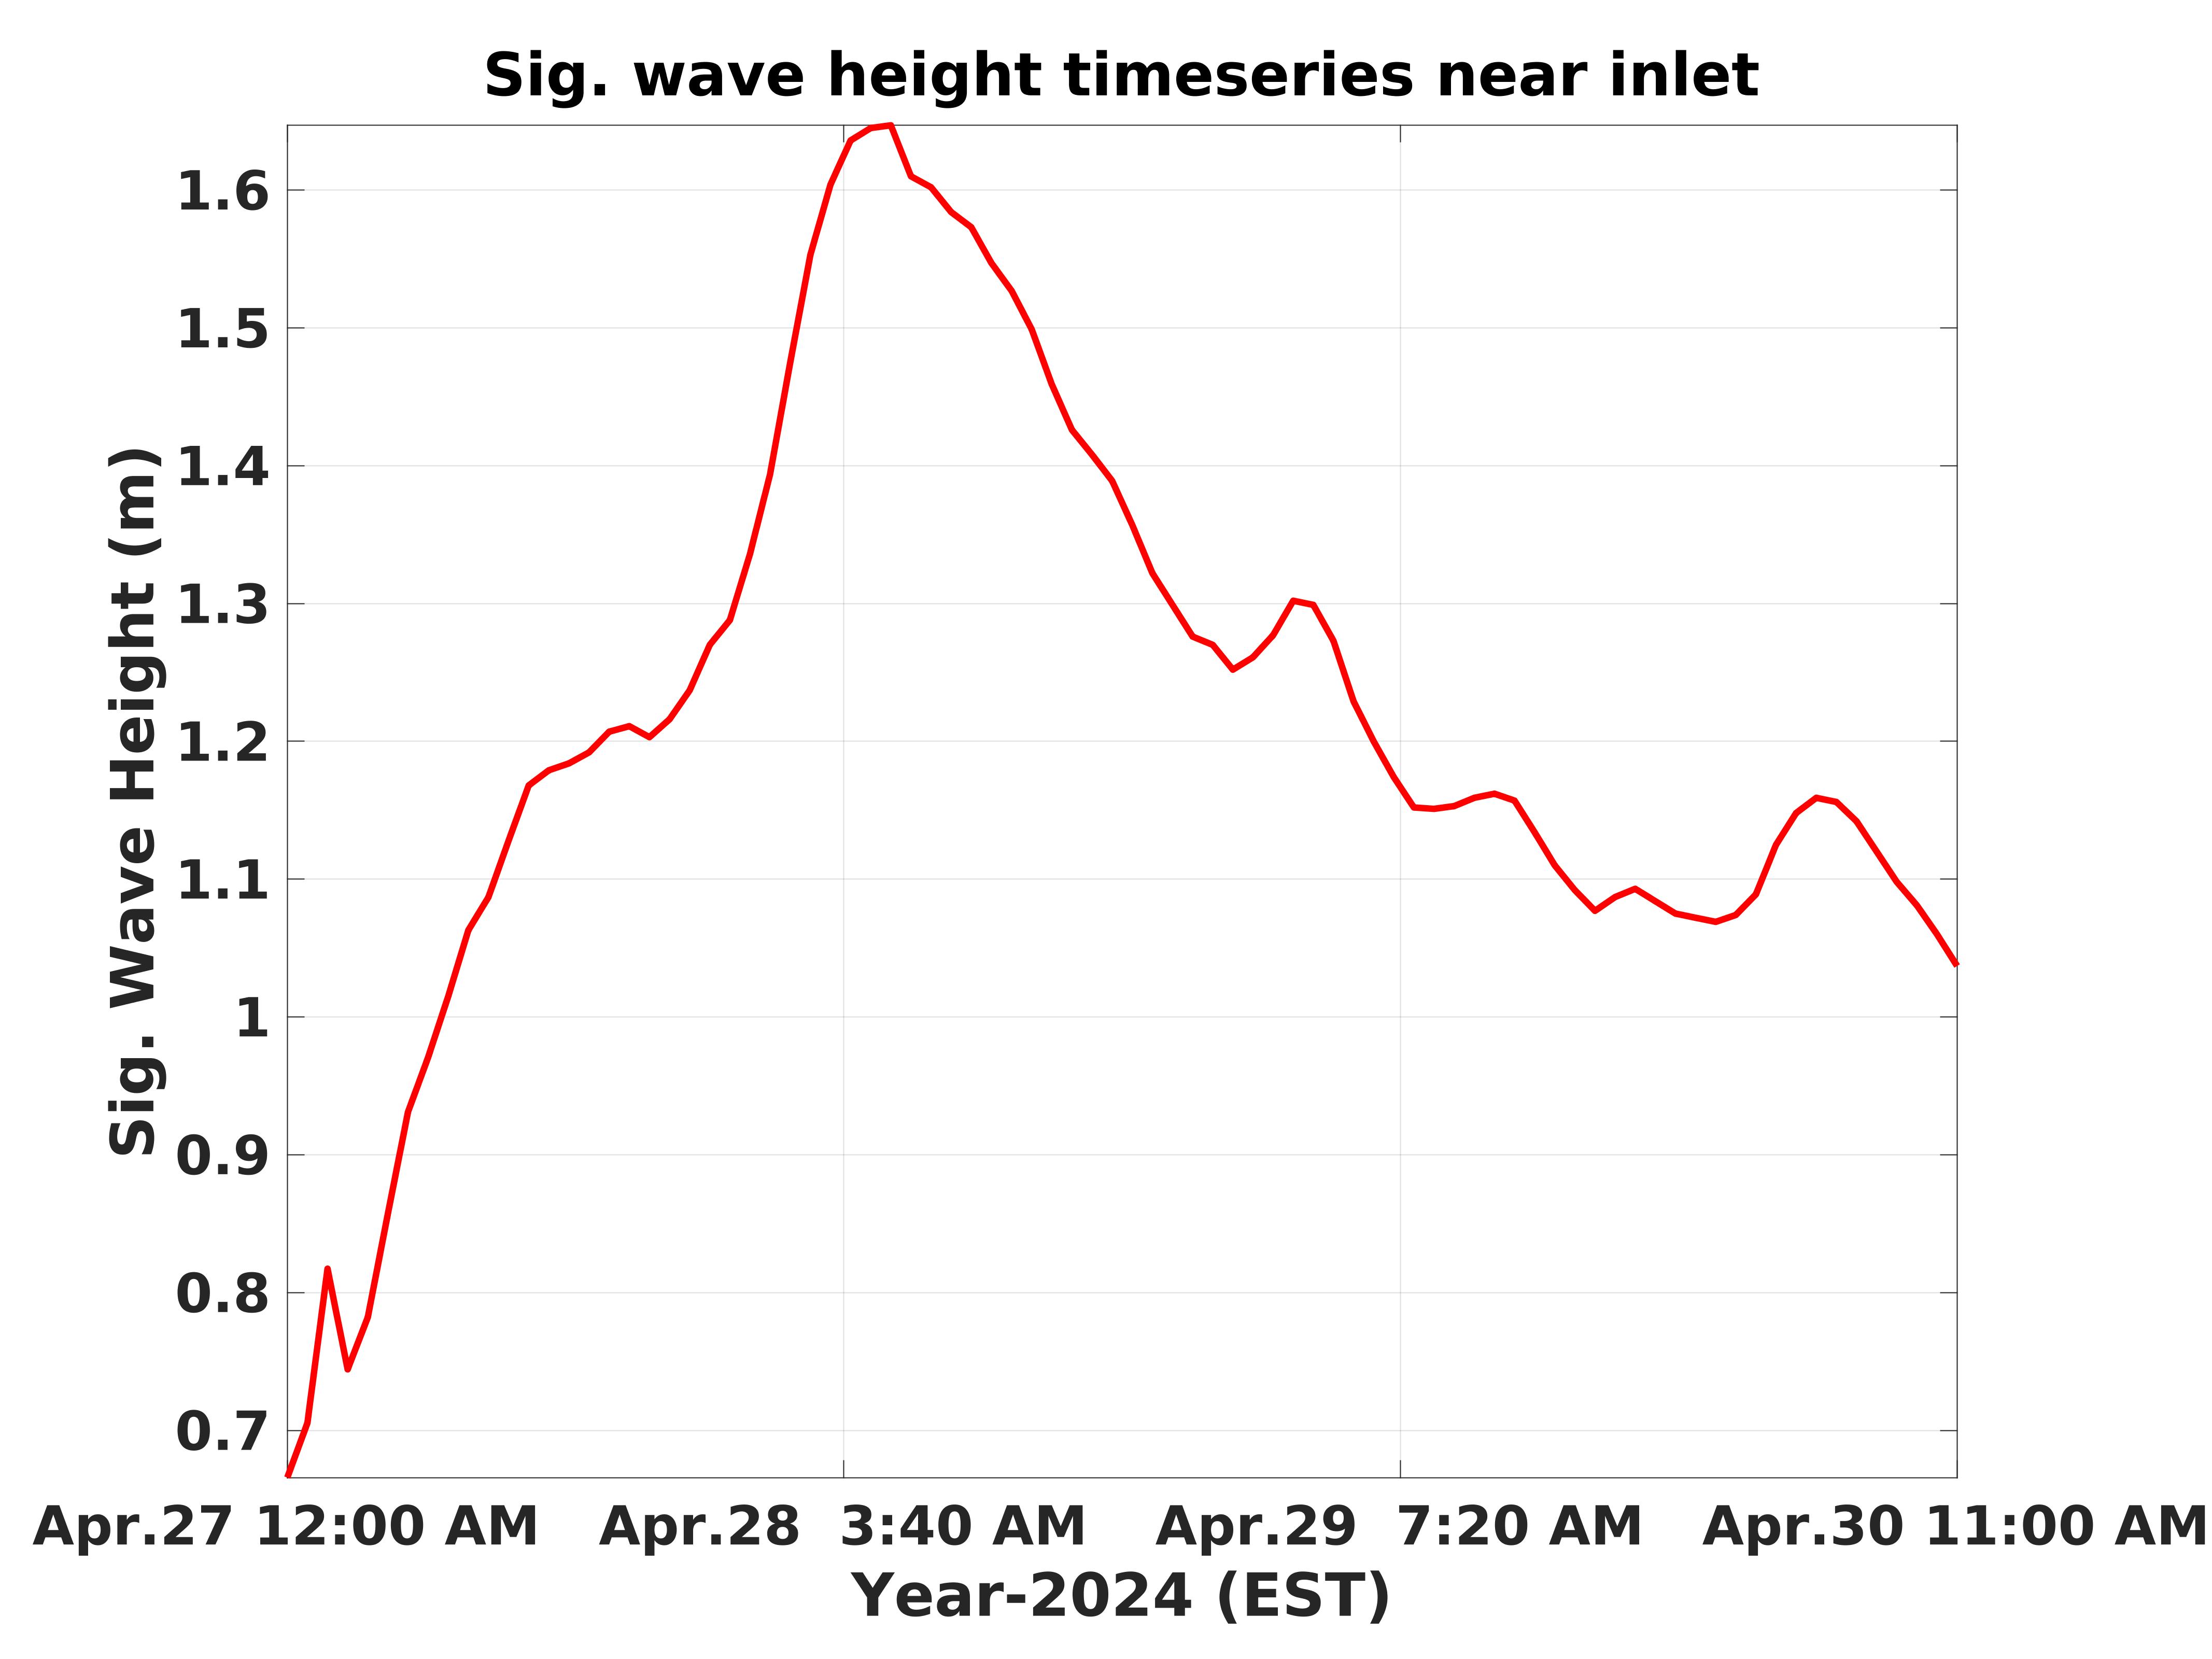 Sig. wave height timeseries near inlet
Sig. Wave Height (m)
1.6
1.5
1.4
1.3
1.2
1.1
1
0.9
0.8
0.7
Apr.27 12:00 AM Apr.28 3:40 AM Apr.29 7:20 AM Apr.30 11:00 AM
Year-2024 (EST)